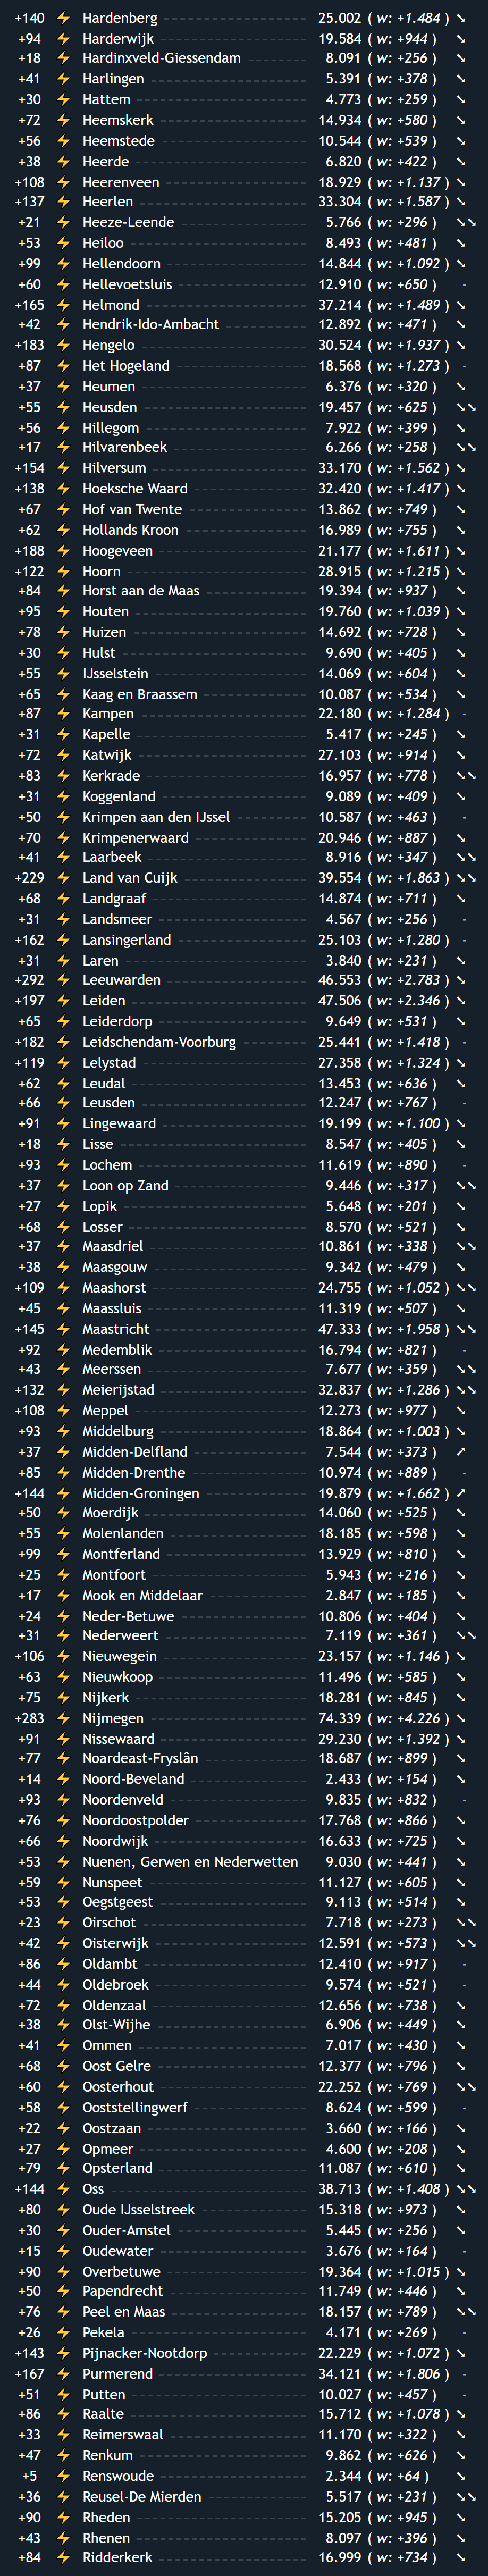 +140 ⚡ Hardenberg 25.002 ( w: +1.484 ) ⭨
+94 ⚡ Harderwijk 19.584 ( w: +944 ) ⭨
+18 ⚡ Hardinxveld-Giessendam 8.091 ( w: +256 ) ⭨
+41 ⚡ Harlingen 5.391 ( w: +378 ) ⭨
+30 ⚡ Hattem 4.773 ( w: +259 ) ⭨
+72 ⚡ Heemskerk 14.934 ( w: +580 ) ⭨
+56 ⚡ Heemstede 10.544 ( w: +539 ) ⭨
+38 ⚡ Heerde 6.820 ( w: +422 ) ⭨
+108 ⚡ Heerenveen 18.929 ( w: +1.137 ) ⭨
+137 ⚡ Heerlen 33.304 ( w: +1.587 ) ⭨
+21 ⚡ Heeze-Leende 5.766 ( w: +296 ) ⭨⭨
+53 ⚡ Heiloo 8.493 ( w: +481 ) ⭨
+99 ⚡ Hellendoorn 14.844 ( w: +1.092 ) ⭨
+60 ⚡ Hellevoetsluis 12.910 ( w: +650 ) -
+165 ⚡ Helmond 37.214 ( w: +1.489 ) ⭨
+42 ⚡ Hendrik-Ido-Ambacht 12.892 ( w: +471 ) ⭨
+183 ⚡ Hengelo 30.524 ( w: +1.937 ) ⭨
+87 ⚡ Het Hogeland 18.568 ( w: +1.273 ) -
+37 ⚡ Heumen 6.376 ( w: +320 ) ⭨
+55 ⚡ Heusden 19.457 ( w: +625 ) ⭨⭨
+56 ⚡ Hillegom 7.922 ( w: +399 ) ⭨
+17 ⚡ Hilvarenbeek 6.266 ( w: +258 ) ⭨⭨
+154 ⚡ Hilversum 33.170 ( w: +1.562 ) ⭨
+138 ⚡ Hoeksche Waard 32.420 ( w: +1.417 ) ⭨
+67 ⚡ Hof van Twente 13.862 ( w: +749 ) ⭨
+62 ⚡ Hollands Kroon 16.989 ( w: +755 ) ⭨
+188 ⚡ Hoogeveen 21.177 ( w: +1.611 ) ⭨
+122 ⚡ Hoorn 28.915 ( w: +1.215 ) ⭨
+84 ⚡ Horst aan de Maas 19.394 ( w: +937 ) ⭨
+95 ⚡ Houten 19.760 ( w: +1.039 ) ⭨
+78 ⚡ Huizen 14.692 ( w: +728 ) ⭨
+30 ⚡ Hulst 9.690 ( w: +405 ) ⭨
+55 ⚡ IJsselstein 14.069 ( w: +604 ) ⭨
+65 ⚡ Kaag en Braassem 10.087 ( w: +534 ) ⭨
+87 ⚡ Kampen 22.180 ( w: +1.284 ) -
+31 ⚡ Kapelle 5.417 ( w: +245 ) ⭨
+72 ⚡ Katwijk 27.103 ( w: +914 ) ⭨
+83 ⚡ Kerkrade 16.957 ( w: +778 ) ⭨⭨
+31 ⚡ Koggenland 9.089 ( w: +409 ) ⭨
+50 ⚡ Krimpen aan den IJssel 10.587 ( w: +463 ) -
+70 ⚡ Krimpenerwaard 20.946 ( w: +887 ) ⭨
+41 ⚡ Laarbeek 8.916 ( w: +347 ) ⭨⭨
+229 ⚡ Land van Cuijk 39.554 ( w: +1.863 ) ⭨⭨
+68 ⚡ Landgraaf 14.874 ( w: +711 ) ⭨
+31 ⚡ Landsmeer 4.567 ( w: +256 ) -
+162 ⚡ Lansingerland 25.103 ( w: +1.280 ) -
+31 ⚡ Laren 3.840 ( w: +231 ) ⭨
+292 ⚡ Leeuwarden 46.553 ( w: +2.783 ) ⭨
+197 ⚡ Leiden 47.506 ( w: +2.346 ) ⭨
+65 ⚡ Leiderdorp 9.649 ( w: +531 ) ⭨
+182 ⚡ Leidschendam-Voorburg 25.441 ( w: +1.418 ) -
+119 ⚡ Lelystad 27.358 ( w: +1.324 ) ⭨
+62 ⚡ Leudal 13.453 ( w: +636 ) ⭨
+66 ⚡ Leusden 12.247 ( w: +767 ) -
+91 ⚡ Lingewaard 19.199 ( w: +1.100 ) ⭨
+18 ⚡ Lisse 8.547 ( w: +405 ) ⭨
+93 ⚡ Lochem 11.619 ( w: +890 ) -
+37 ⚡ Loon op Zand 9.446 ( w: +317 ) ⭨⭨
+27 ⚡ Lopik 5.648 ( w: +201 ) ⭨
+68 ⚡ Losser 8.570 ( w: +521 ) ⭨
+37 ⚡ Maasdriel 10.861 ( w: +338 ) ⭨⭨
+38 ⚡ Maasgouw 9.342 ( w: +479 ) ⭨
+109 ⚡ Maashorst 24.755 ( w: +1.052 ) ⭨⭨
+45 ⚡ Maassluis 11.319 ( w: +507 ) ⭨
+145 ⚡ Maastricht 47.333 ( w: +1.958 ) ⭨⭨
+92 ⚡ Medemblik 16.794 ( w: +821 ) -
+43 ⚡ Meerssen 7.677 ( w: +359 ) ⭨⭨
+132 ⚡ Meierijstad 32.837 ( w: +1.286 ) ⭨⭨
+108 ⚡ Meppel 12.273 ( w: +977 ) ⭨
+93 ⚡ Middelburg 18.864 ( w: +1.003 ) ⭨
+37 ⚡ Midden-Delfland 7.544 ( w: +373 ) ⭧
+85 ⚡ Midden-Drenthe 10.974 ( w: +889 ) -
+144 ⚡ Midden-Groningen 19.879 ( w: +1.662 ) ⭧
+50 ⚡ Moerdijk 14.060 ( w: +525 ) ⭨
+55 ⚡ Molenlanden 18.185 ( w: +598 ) ⭨
+99 ⚡ Montferland 13.929 ( w: +810 ) ⭨
+25 ⚡ Montfoort 5.943 ( w: +216 ) ⭨
+17 ⚡ Mook en Middelaar 2.847 ( w: +185 ) ⭨
+24 ⚡ Neder-Betuwe 10.806 ( w: +404 ) ⭨
+31 ⚡ Nederweert 7.119 ( w: +361 ) ⭨⭨
+106 ⚡ Nieuwegein 23.157 ( w: +1.146 ) ⭨
+63 ⚡ Nieuwkoop 11.496 ( w: +585 ) ⭨
+75 ⚡ Nijkerk 18.281 ( w: +845 ) ⭨
+283 ⚡ Nijmegen 74.339 ( w: +4.226 ) ⭨
+91 ⚡ Nissewaard 29.230 ( w: +1.392 ) ⭨
+77 ⚡ Noardeast-Fryslân 18.687 ( w: +899 ) ⭨
+14 ⚡ Noord-Beveland 2.433 ( w: +154 ) ⭨
+93 ⚡ Noordenveld 9.835 ( w: +832 ) -
+76 ⚡ Noordoostpolder 17.768 ( w: +866 ) ⭨
+66 ⚡ Noordwijk 16.633 ( w: +725 ) ⭨
+53 ⚡ Nuenen, Gerwen en Nederwetten 9.030 ( w: +441 ) ⭨
+59 ⚡ Nunspeet 11.127 ( w: +605 ) ⭨
+53 ⚡ Oegstgeest 9.113 ( w: +514 ) ⭨
+23 ⚡ Oirschot 7.718 ( w: +273 ) ⭨⭨
+42 ⚡ Oisterwijk 12.591 ( w: +573 ) ⭨⭨
+86 ⚡ Oldambt 12.410 ( w: +917 ) -
+44 ⚡ Oldebroek 9.574 ( w: +521 ) -
+72 ⚡ Oldenzaal 12.656 ( w: +738 ) ⭨
+38 ⚡ Olst-Wijhe 6.906 ( w: +449 ) ⭨
+41 ⚡ Ommen 7.017 ( w: +430 ) ⭨
+68 ⚡ Oost Gelre 12.377 ( w: +796 ) ⭨
+60 ⚡ Oosterhout 22.252 ( w: +769 ) ⭨⭨
+58 ⚡ Ooststellingwerf 8.624 ( w: +599 ) -
+22 ⚡ Oostzaan 3.660 ( w: +166 ) ⭨
+27 ⚡ Opmeer 4.600 ( w: +208 ) ⭨
+79 ⚡ Opsterland 11.087 ( w: +610 ) ⭨
+144 ⚡ Oss 38.713 ( w: +1.408 ) ⭨⭨
+80 ⚡ Oude IJsselstreek 15.318 ( w: +973 ) ⭨
+30 ⚡ Ouder-Amstel 5.445 ( w: +256 ) ⭨
+15 ⚡ Oudewater 3.676 ( w: +164 ) -
+90 ⚡ Overbetuwe 19.364 ( w: +1.015 ) ⭨
+50 ⚡ Papendrecht 11.749 ( w: +446 ) ⭨
+76 ⚡ Peel en Maas 18.157 ( w: +789 ) ⭨⭨
+26 ⚡ Pekela 4.171 ( w: +269 ) -
+143 ⚡ Pijnacker-Nootdorp 22.229 ( w: +1.072 ) ⭨
+167 ⚡ Purmerend 34.121 ( w: +1.806 ) -
+51 ⚡ Putten 10.027 ( w: +457 ) -
+86 ⚡ Raalte 15.712 ( w: +1.078 ) ⭨
+33 ⚡ Reimerswaal 11.170 ( w: +322 ) ⭨
+47 ⚡ Renkum 9.862 ( w: +626 ) ⭨
+5 ⚡ Renswoude 2.344 ( w: +64 ) ⭨
+36 ⚡ Reusel-De Mierden 5.517 ( w: +231 ) ⭨⭨
+90 ⚡ Rheden 15.205 ( w: +945 ) ⭨
+43 ⚡ Rhenen 8.097 ( w: +396 ) ⭨
+84 ⚡ Ridderkerk 16.999 ( w: +734 ) ⭨